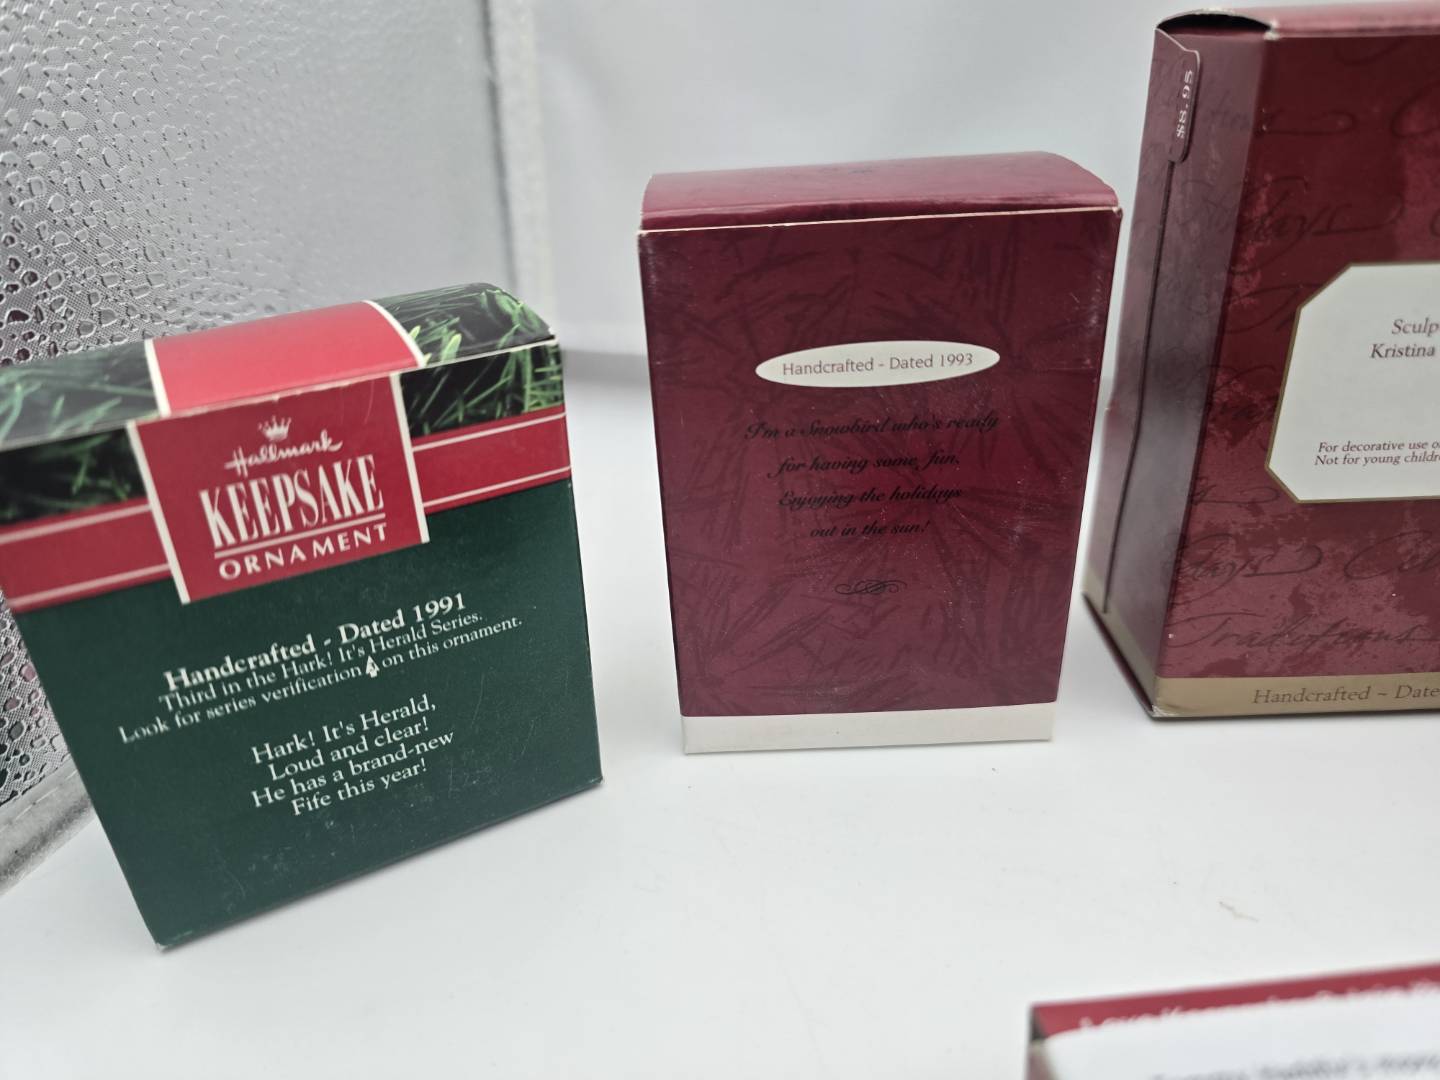 Hallmark
KEEPSAKE
ORNAMENT
Handcrafted - Dated 1991
Third in the Hark! It's Herald Series.
Look for series verification on this ornament.
Hark! It's Herald,
Loud and clear!
He has a brand-new
Fife this year!
Handcrafted - Dated 1993
I'm a Snowbird who's ready
for having some fun,
Enjoying the holidays
out in the sun!
$8.95
Kristina
For decorative use
Not for young
Traditions
Handcrafted ~